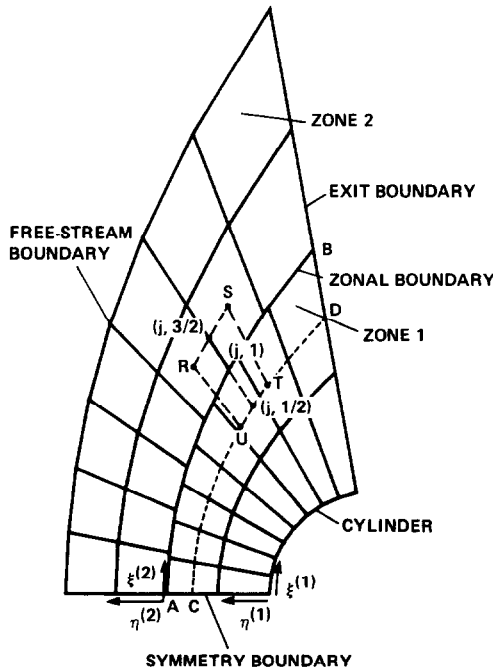 ZONE 2
EXIT BOUNDARY
FREE-STREAM
BOUNDARY
B
ZONAL BOUNDARY
S
D
(j, 3/2)
ZONE 1
(j, 1)
R
T
(j, 1/2)
U
CYLINDER
ξ(2)
ξ(1)
η(2)
A
C
η(1)
SYMMETRY BOUNDARY